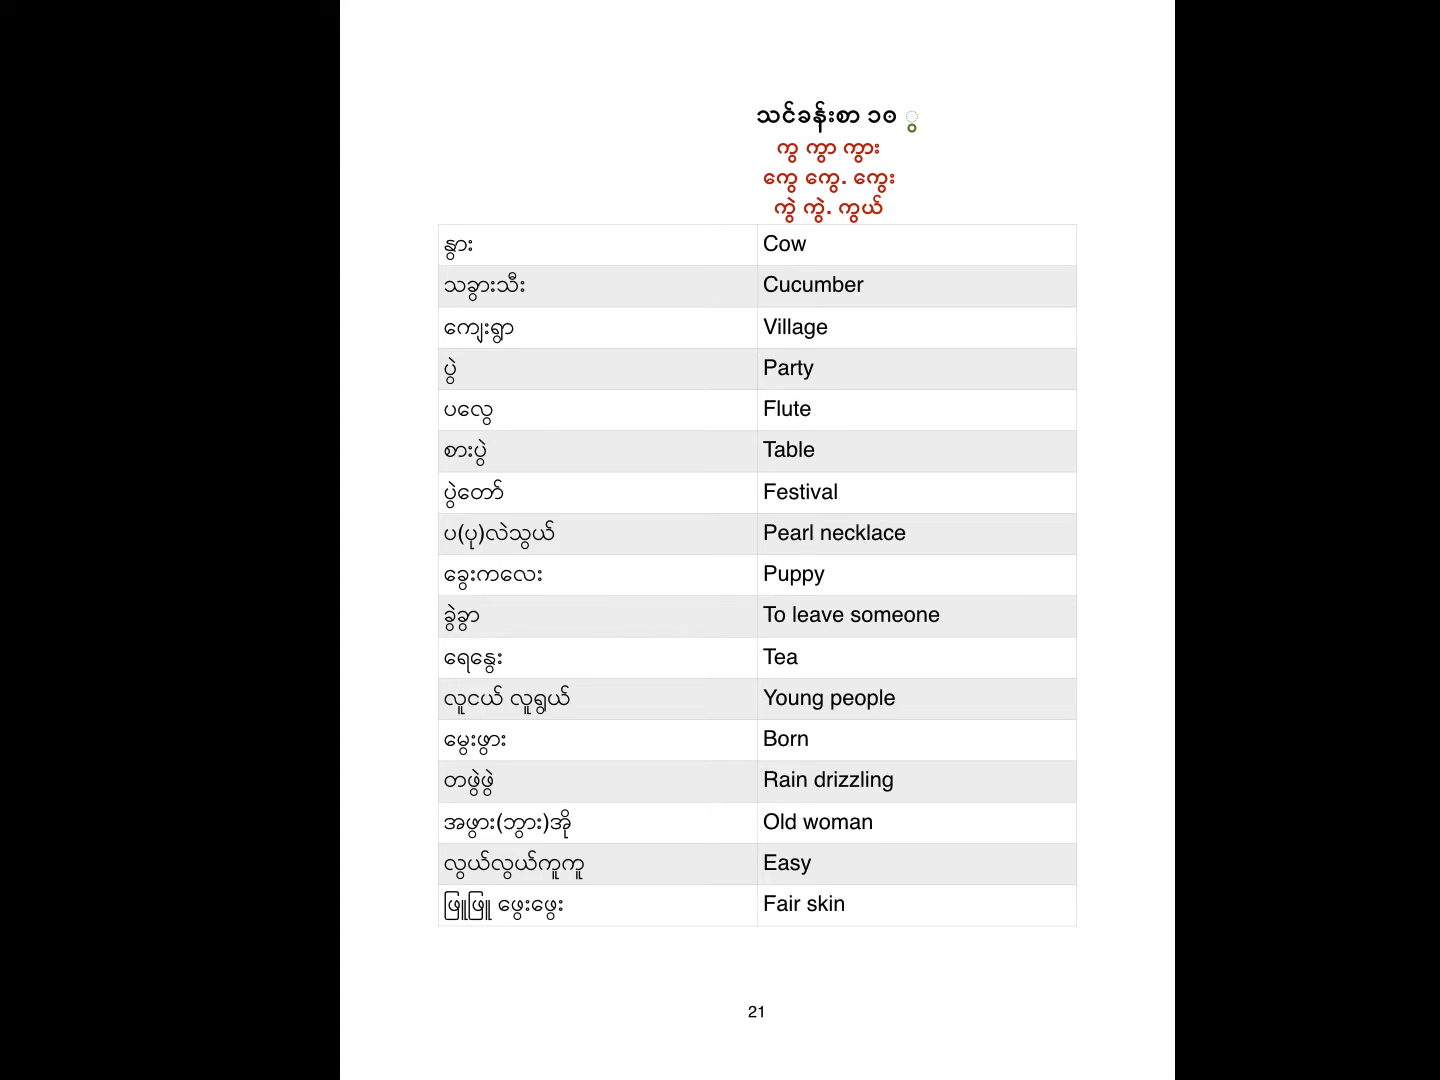 သင်ခန်းစာ ၁၀ ွ
ကွ ကွာ ကွား
ကွေ ကွေ. ကွေး
ကွဲ ကွဲ. ကွယ်
နွား Cow
သခွားသီး Cucumber
ကျေးရွာ Village
ပွဲ Party
ပလွေ Flute
စားပွဲ Table
ပွဲတော် Festival
ပ(ပု)လဲသွယ် Pearl necklace
ခွေးကလေး Puppy
ခွဲခွာ To leave someone
ရေနွေး Tea
လူငယ် လူရွယ် Young people
မွေးဖွား Born
တဖွဲဖွဲ Rain drizzling
အဖွား(ဘွား)အို Old woman
လွယ်လွယ်ကူကူ Easy
ဖြူဖြူ ဖွေးဖွေး Fair skin
21